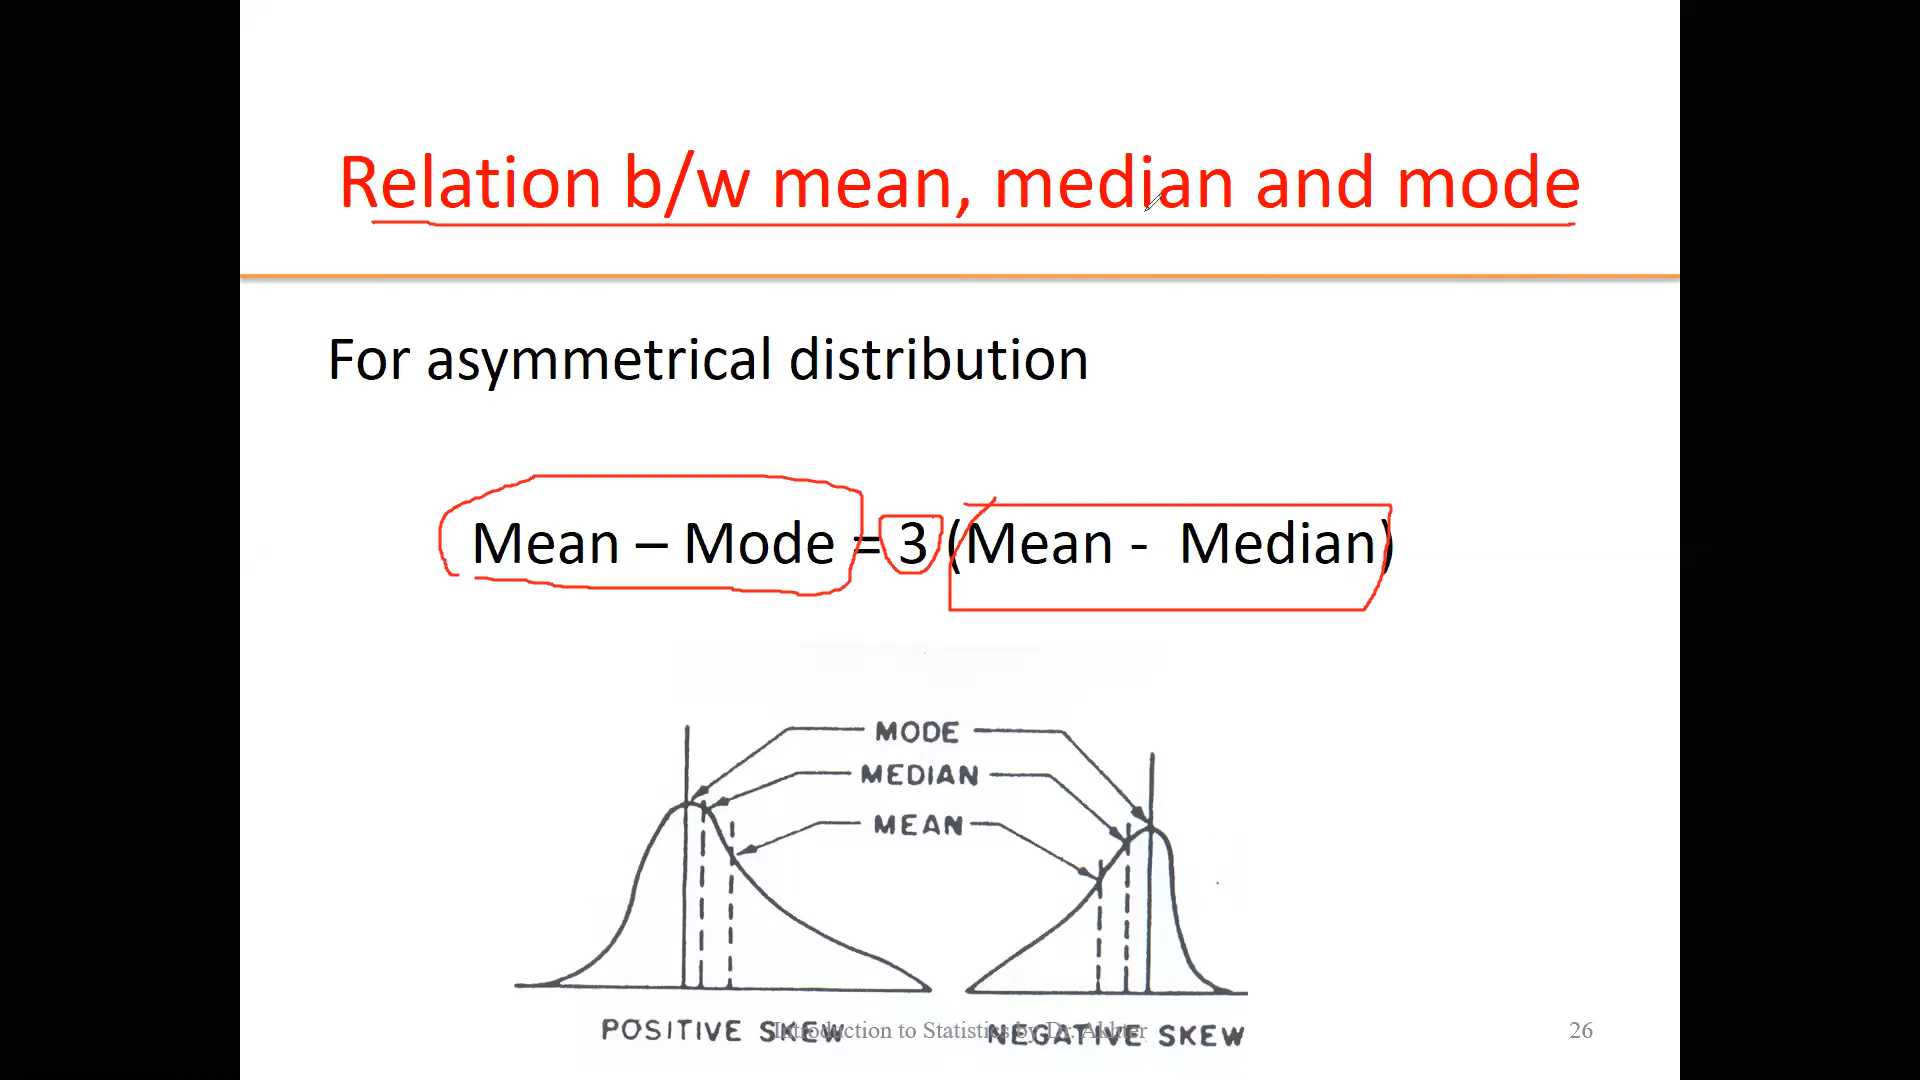 Relation b/w mean, median and mode
For asymmetrical distribution
Mean – Mode = 3 (Mean - Median)
MODE
MEDIAN
MEAN
POSITIVE SKEW
NEGATIVE SKEW
Introduction to Statistics by Dr. Akhter
26